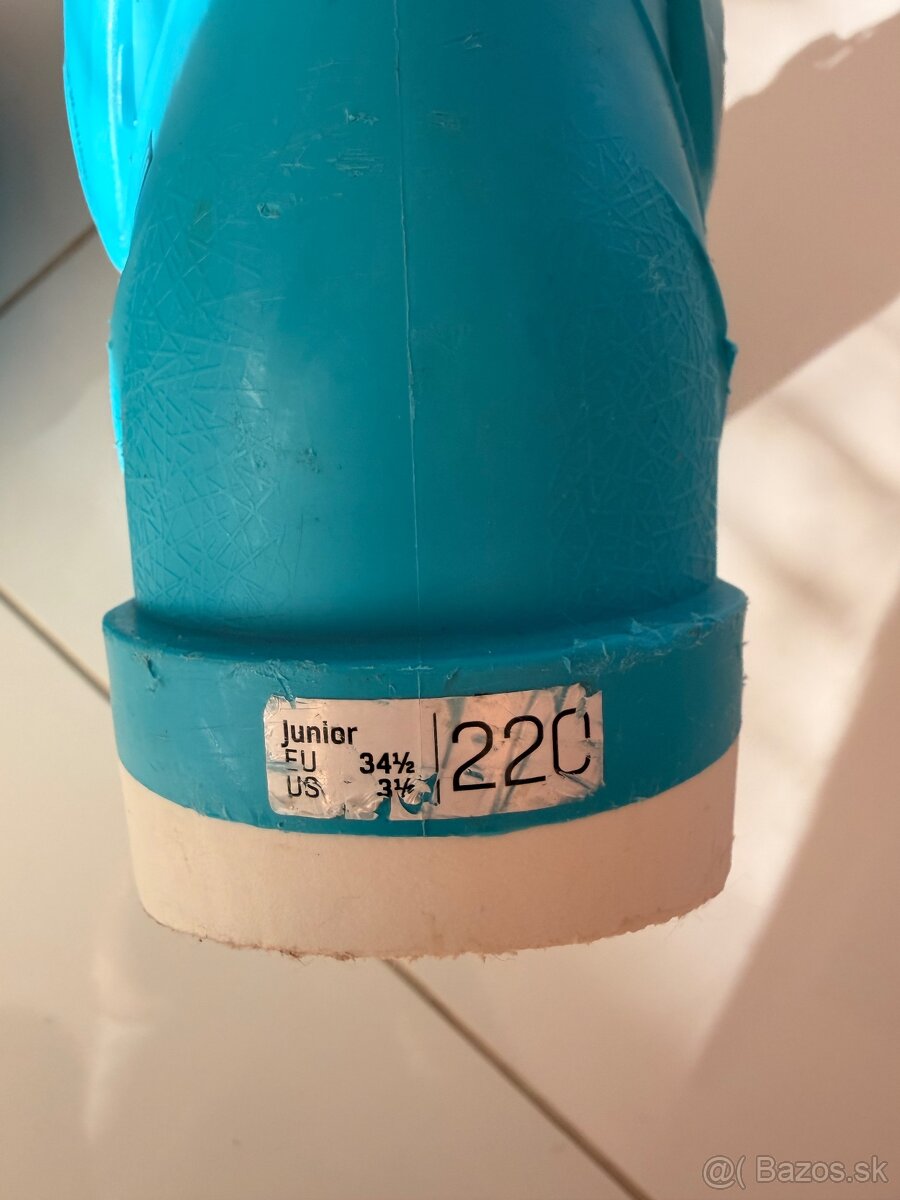 Junior
EU 34½
US 3½
220
@( Bazos.sk